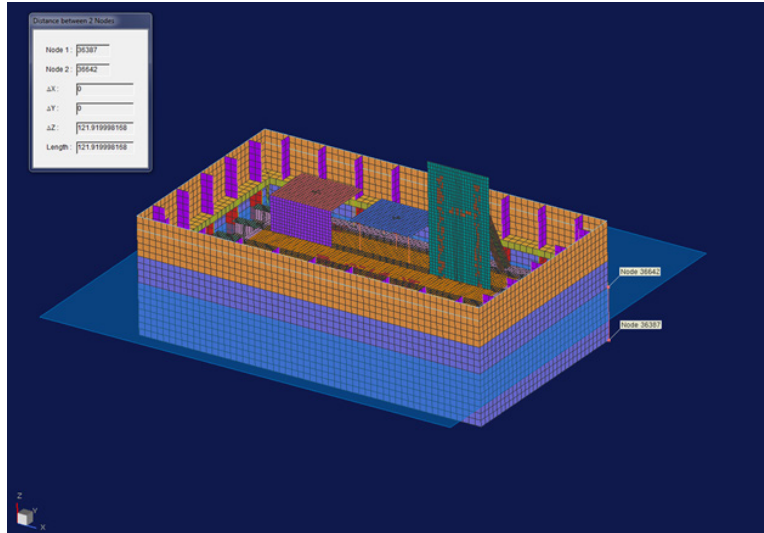 Distance between 2 Nodes
Node 1 : 36387
Node 2 : 36642
ΔX : 0
ΔY : 0
ΔZ : 121.919998168
Length : 121.919998168
Node 36642
Node 36387
Z
Y
X